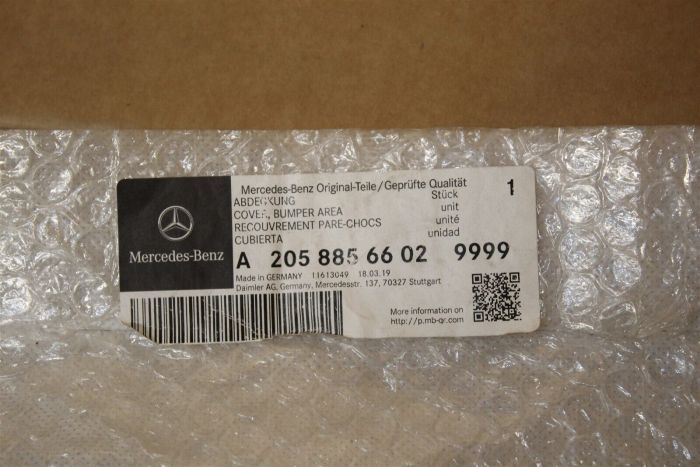 Mercedes-Benz Original-Teile/Geprüfte Qualität
ABDECKUNG Stück 1
COVER, BUMPER AREA unit
RECOUVREMENT PARE-CHOCS unité
CUBIERTA unidad
Mercedes-Benz
A 205 885 66 02 9999
Made in GERMANY 11613049 18.03.19
Daimler AG, Germany, Mercedesstr. 137, 70327 Stuttgart
More information on
http://p.mb-qr.com